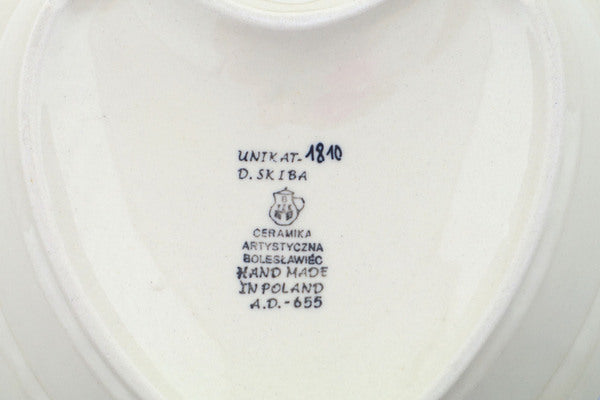 UNIKAT-1810
D. SKIBA
CERAMIKA
ARTYSTYCZNA
BOLESŁAWIEC
HAND MADE
IN POLAND
A.D.-655